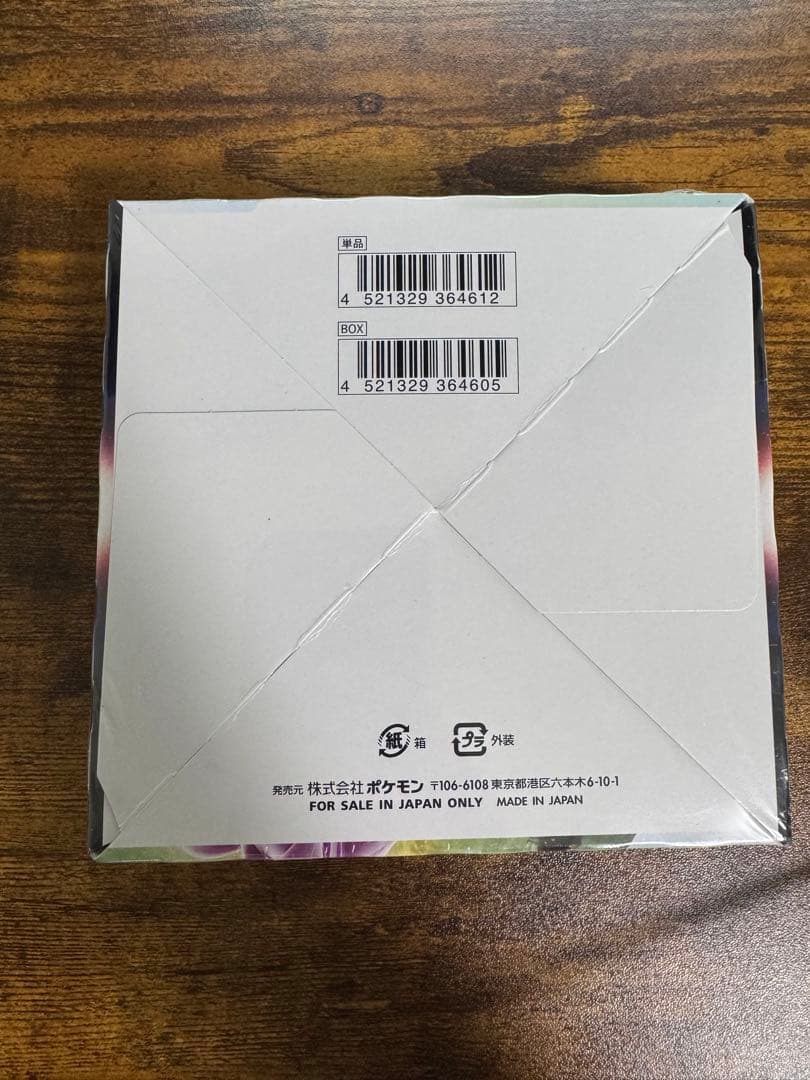 単品
4 521329 364612
BOX
4 521329 364605
紙 箱 プラ 外装
発売元 株式会社 ポケモン 〒106-6108 東京都港区六本木6-10-1
FOR SALE IN JAPAN ONLY MADE IN JAPAN